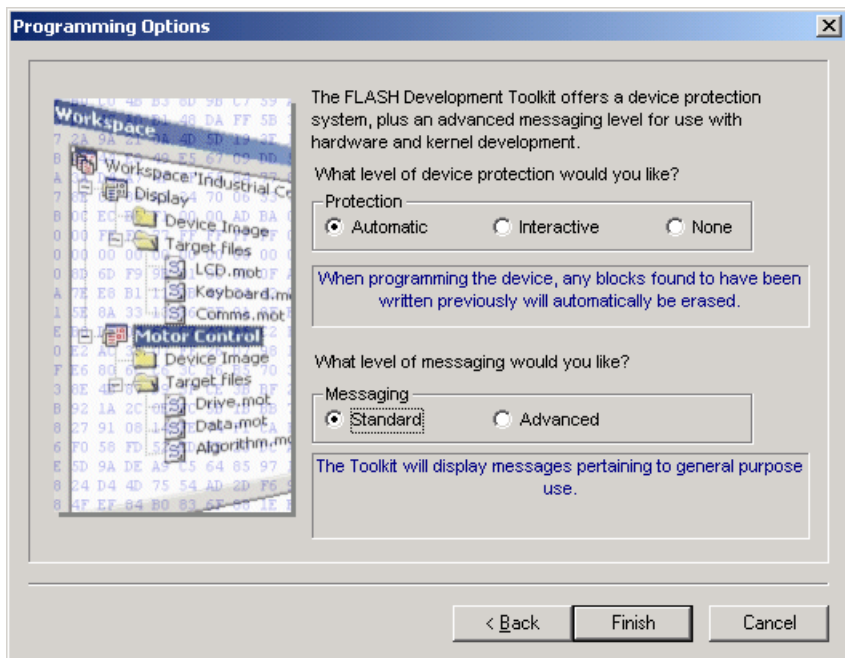 Programming Options
The FLASH Development Toolkit offers a device protection
system, plus an advanced messaging level for use with
hardware and kernel development.
What level of device protection would you like?
Protection
Automatic
Interactive
None
When programming the device, any blocks found to have been
written previously will automatically be erased.
What level of messaging would you like?
Messaging
Standard
Advanced
The Toolkit will display messages pertaining to general purpose
use.
Workspace
Workspace 'Industrial
Display
Device Image
Target files
LCD.mot
Keyboard.m
Comms.mot
Motor Control
Device Image
Target files
Drive.mot
Data.mot
Algorithm.m
< Back
Finish
Cancel